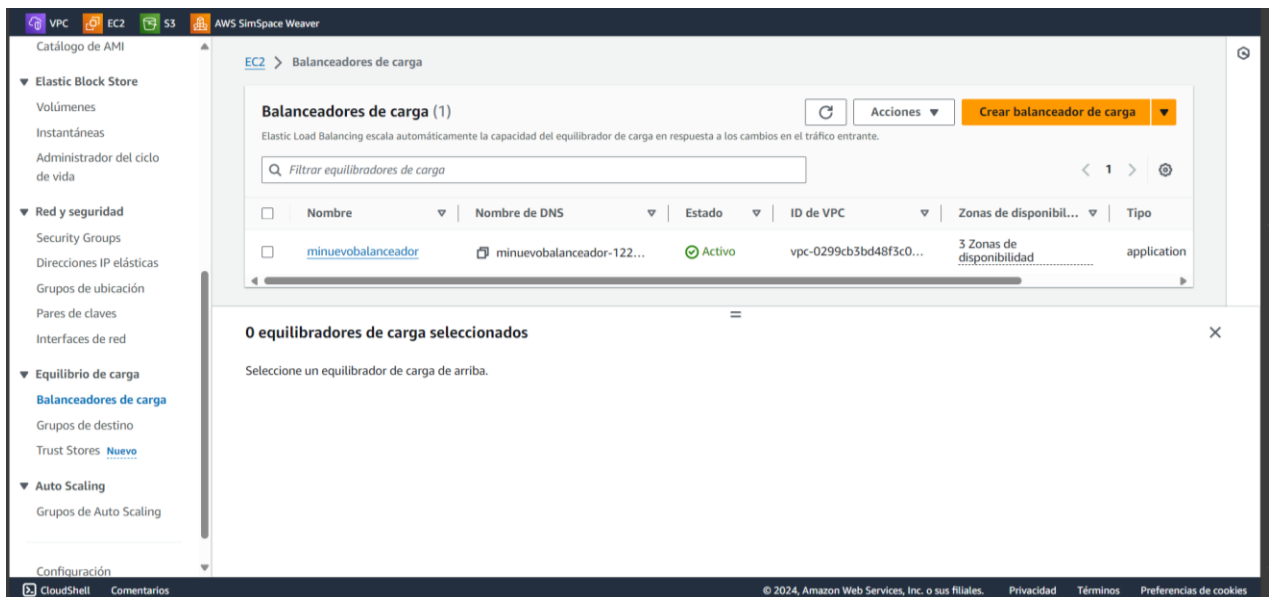 VPC EC2 S3 AWS SimSpace Weaver
Catálogo de AMI
Elastic Block Store
Volúmenes
Instantáneas
Administrador del ciclo
de vida
Red y seguridad
Security Groups
Direcciones IP elásticas
Grupos de ubicación
Pares de claves
Interfaces de red
Equilibrio de carga
Balanceadores de carga
Grupos de destino
Trust Stores Nuevo
Auto Scaling
Grupos de Auto Scaling
Configuración
EC2 > Balanceadores de carga
Balanceadores de carga (1)
Acciones
Crear balanceador de carga
Elastic Load Balancing escala automáticamente la capacidad del equilibrador de carga en respuesta a los cambios en el tráfico entrante.
Filtrar equilibradores de carga
1
Nombre Nombre de DNS Estado ID de VPC Zonas de disponibil... Tipo
minuevobalanceador minuevobalanceador-122... Activo vpc-0299cb3bd48f3c0... 3 Zonas de disponibilidad application
0 equilibradores de carga seleccionados
Seleccione un equilibrador de carga de arriba.
CloudShell Comentarios © 2024, Amazon Web Services, Inc. o sus filiales. Privacidad Términos Preferencias de cookies